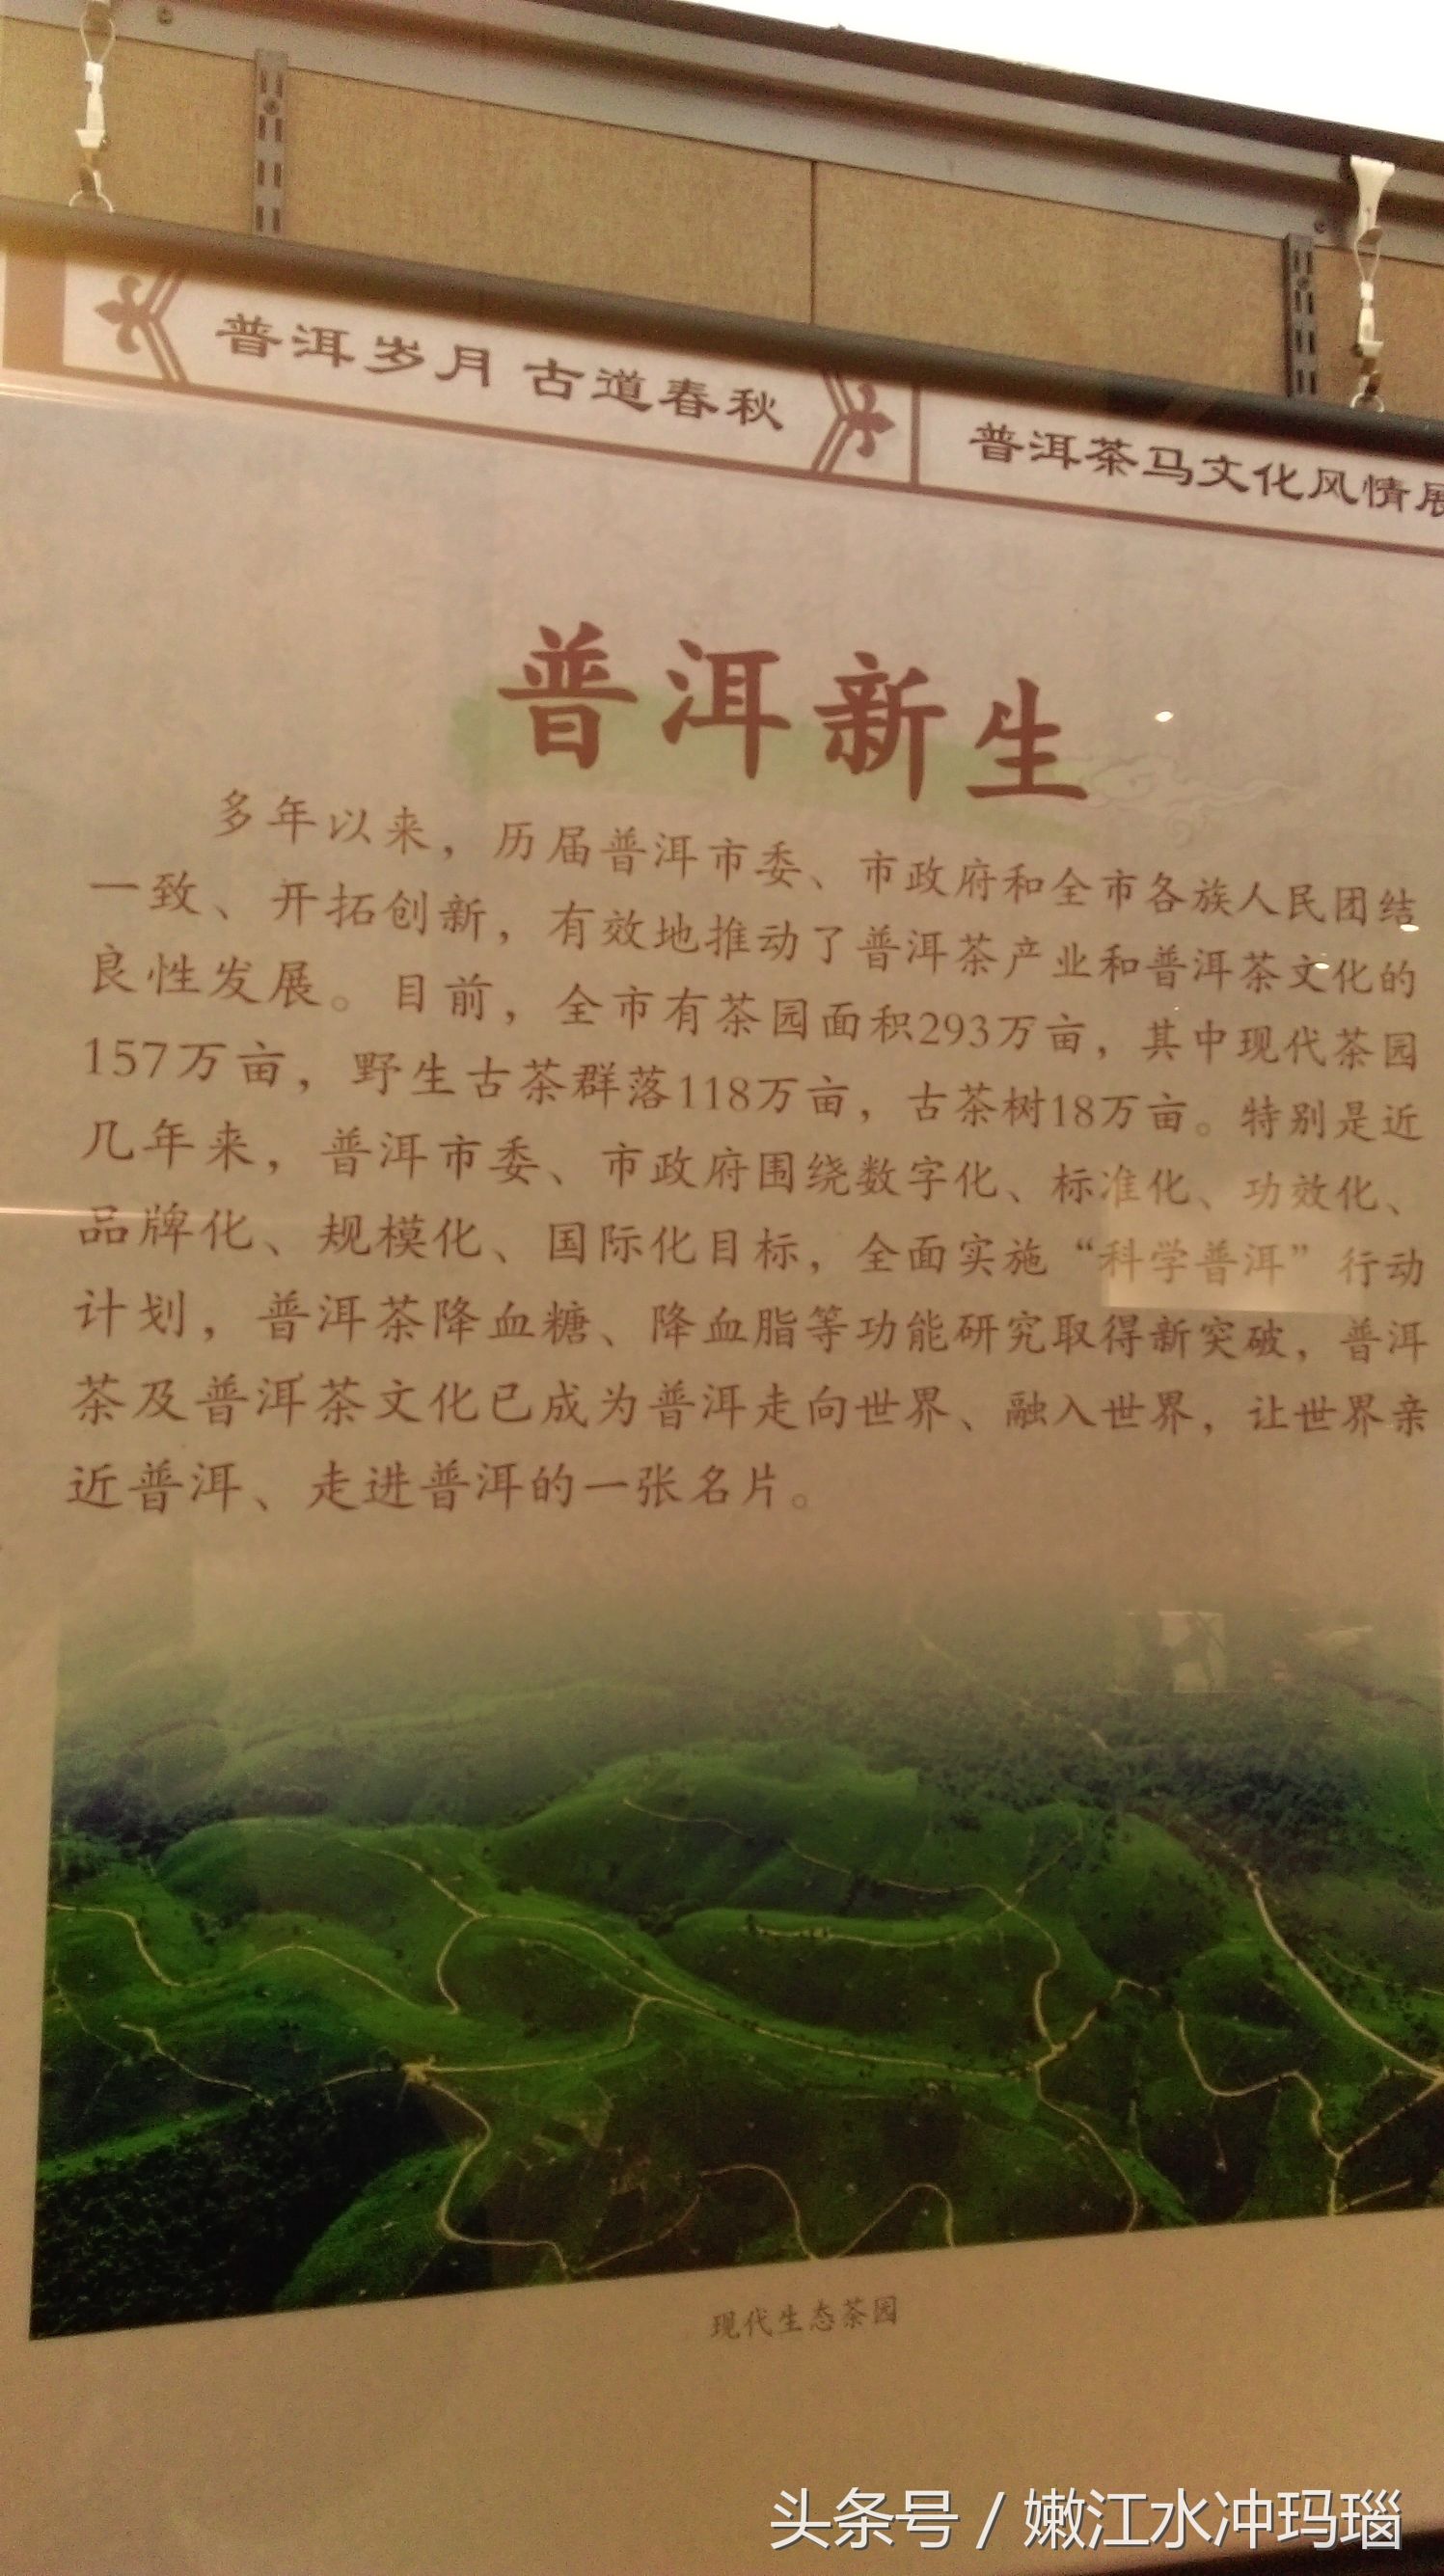 普洱岁月 古道春秋
普洱茶马文化风情展
普洱新生
多年以来，历届普洱市委、市政府和全市各族人民团结
一致、开拓创新，有效地推动了普洱茶产业和普洱茶文化的
良性发展。目前，全市有茶园面积293万亩，其中现代茶园
157万亩，野生古茶群落118万亩，古茶树18万亩。特别是近
几年来，普洱市委、市政府围绕数字化、标准化、功效化、
品牌化、规模化、国际化目标，全面实施“科学普洱”行动
计划，普洱茶降血糖、降血脂等功能研究取得新突破，普洱
茶及普洱茶文化已成为普洱走向世界、融入世界，让世界亲
近普洱、走进普洱的一张名片。
现代生态茶园
头条号 / 嫩江水冲玛瑙